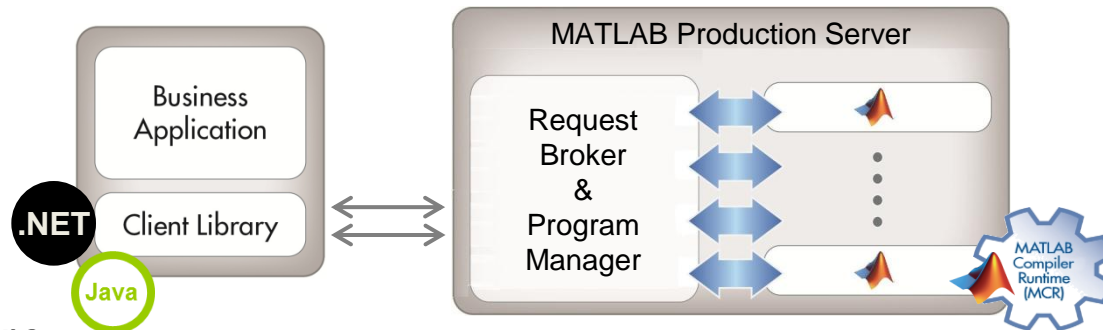 MATLAB Production Server
Business
Application
Client Library
.NET
Java
Request
Broker
&
Program
Manager
MATLAB
Compiler
Runtime
(MCR)